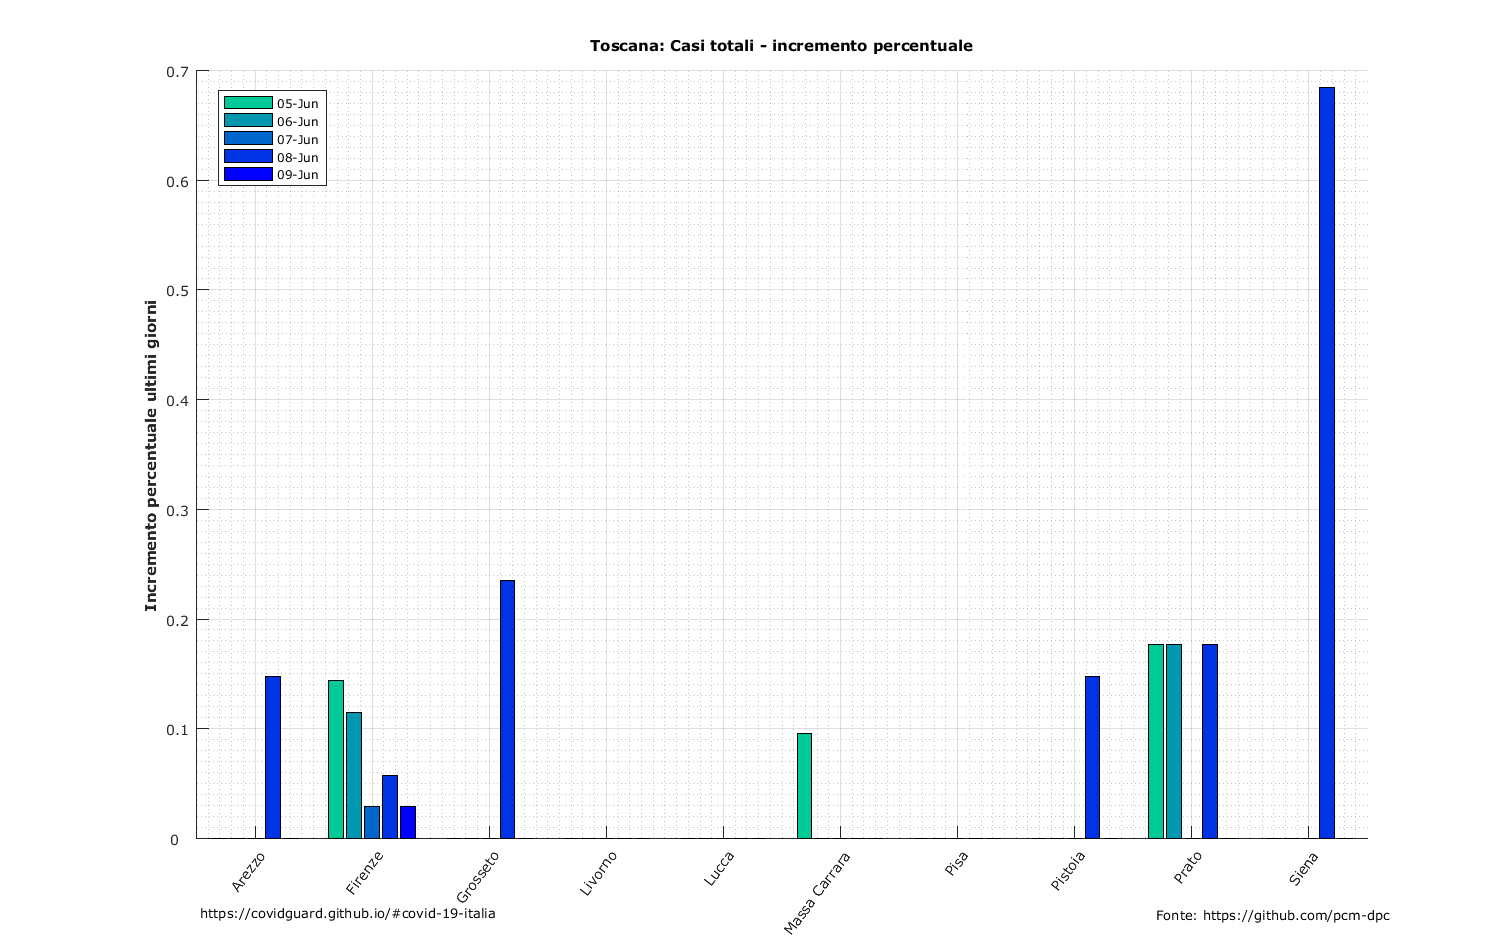 Toscana: Casi totali - incremento percentuale
Incremento percentuale ultimi giorni
0.7
0.6
0.5
0.4
0.3
0.2
0.1
0
05-Jun
06-Jun
07-Jun
08-Jun
09-Jun
Arezzo
Firenze
Grosseto
Livorno
Lucca
Massa Carrara
Pisa
Pistoia
Prato
Siena
https://covidguard.github.io/#covid-19-italia
Fonte: https://github.com/pcm-dpc